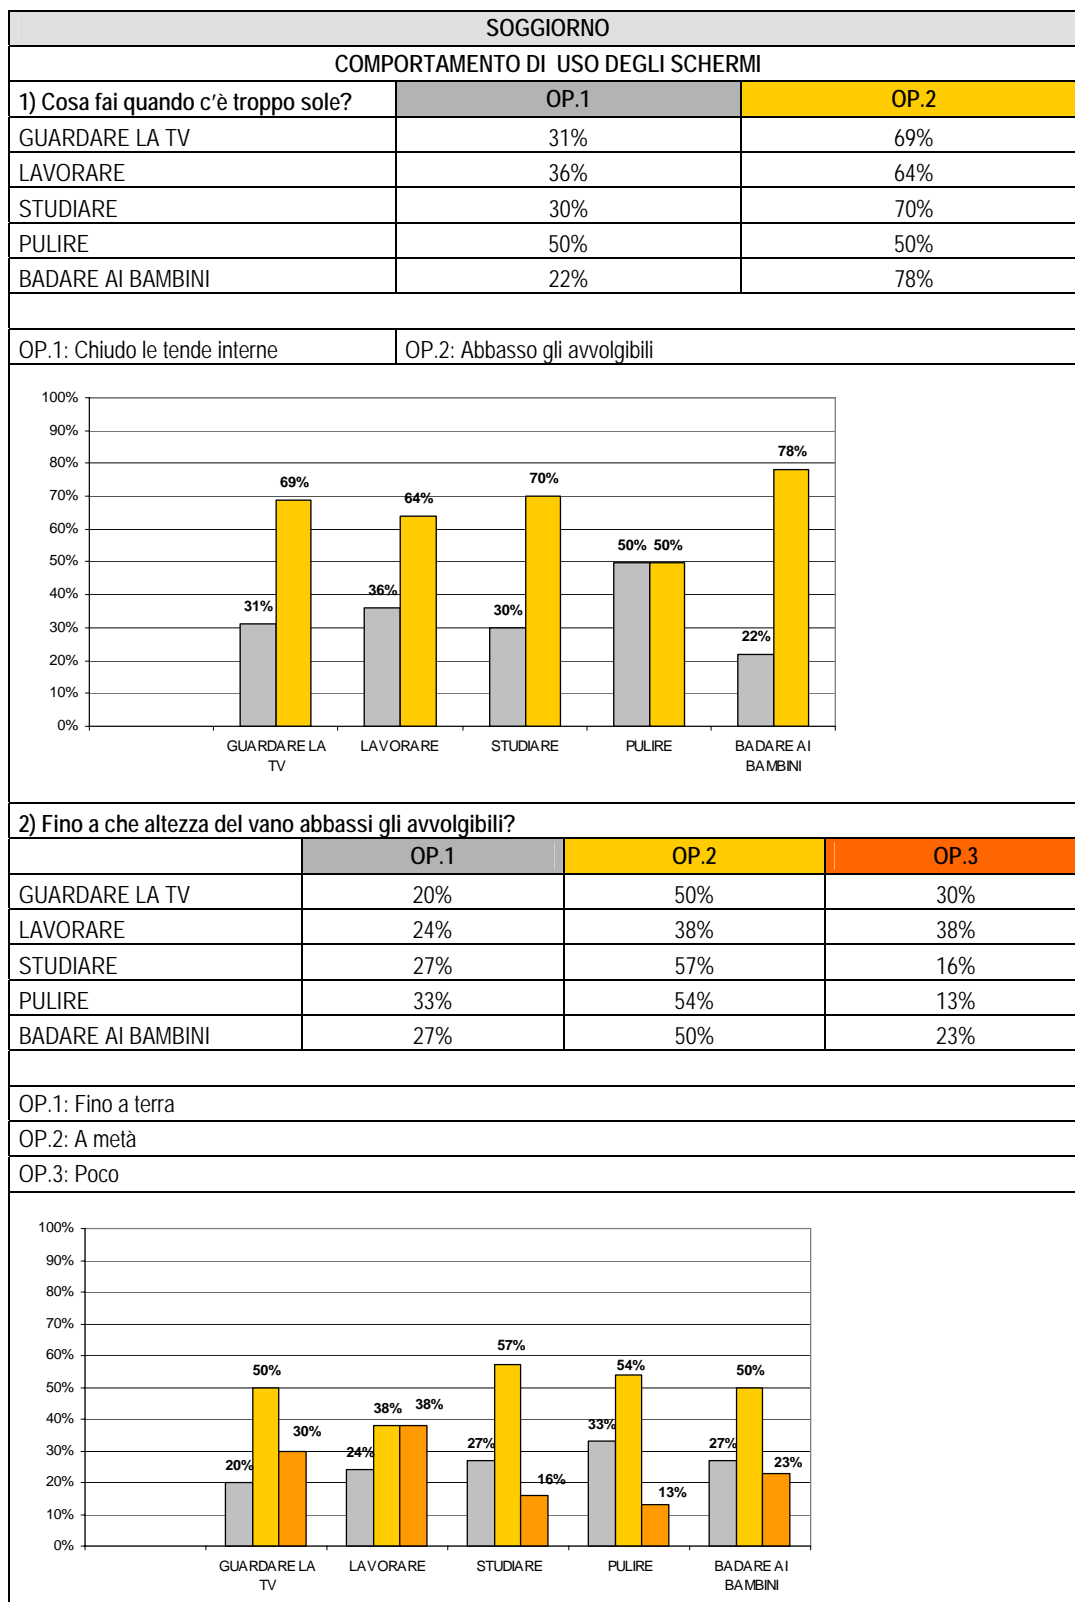 SOGGIORNO
COMPORTAMENTO DI USO DEGLI SCHERMI
1) Cosa fai quando c'è troppo sole? OP.1 OP.2
GUARDARE LA TV 31% 69%
LAVORARE 36% 64%
STUDIARE 30% 70%
PULIRE 50% 50%
BADARE AI BAMBINI 22% 78%
OP.1: Chiudo le tende interne OP.2: Abbasso gli avvolgibili
100%
90%
80%
70%
60%
50%
40%
30%
20%
10%
0%
31% 69% 36% 64% 30% 70% 50% 50% 22% 78%
GUARDARE LA TV LAVORARE STUDIARE PULIRE BADARE AI BAMBINI
2) Fino a che altezza del vano abbassi gli avvolgibili?
OP.1 OP.2 OP.3
GUARDARE LA TV 20% 50% 30%
LAVORARE 24% 38% 38%
STUDIARE 27% 57% 16%
PULIRE 33% 54% 13%
BADARE AI BAMBINI 27% 50% 23%
OP.1: Fino a terra
OP.2: A metà
OP.3: Poco
100%
90%
80%
70%
60%
50%
40%
30%
20%
10%
0%
20% 50% 30% 24% 38% 38% 27% 57% 16% 33% 54% 13% 27% 50% 23%
GUARDARE LA TV LAVORARE STUDIARE PULIRE BADARE AI BAMBINI